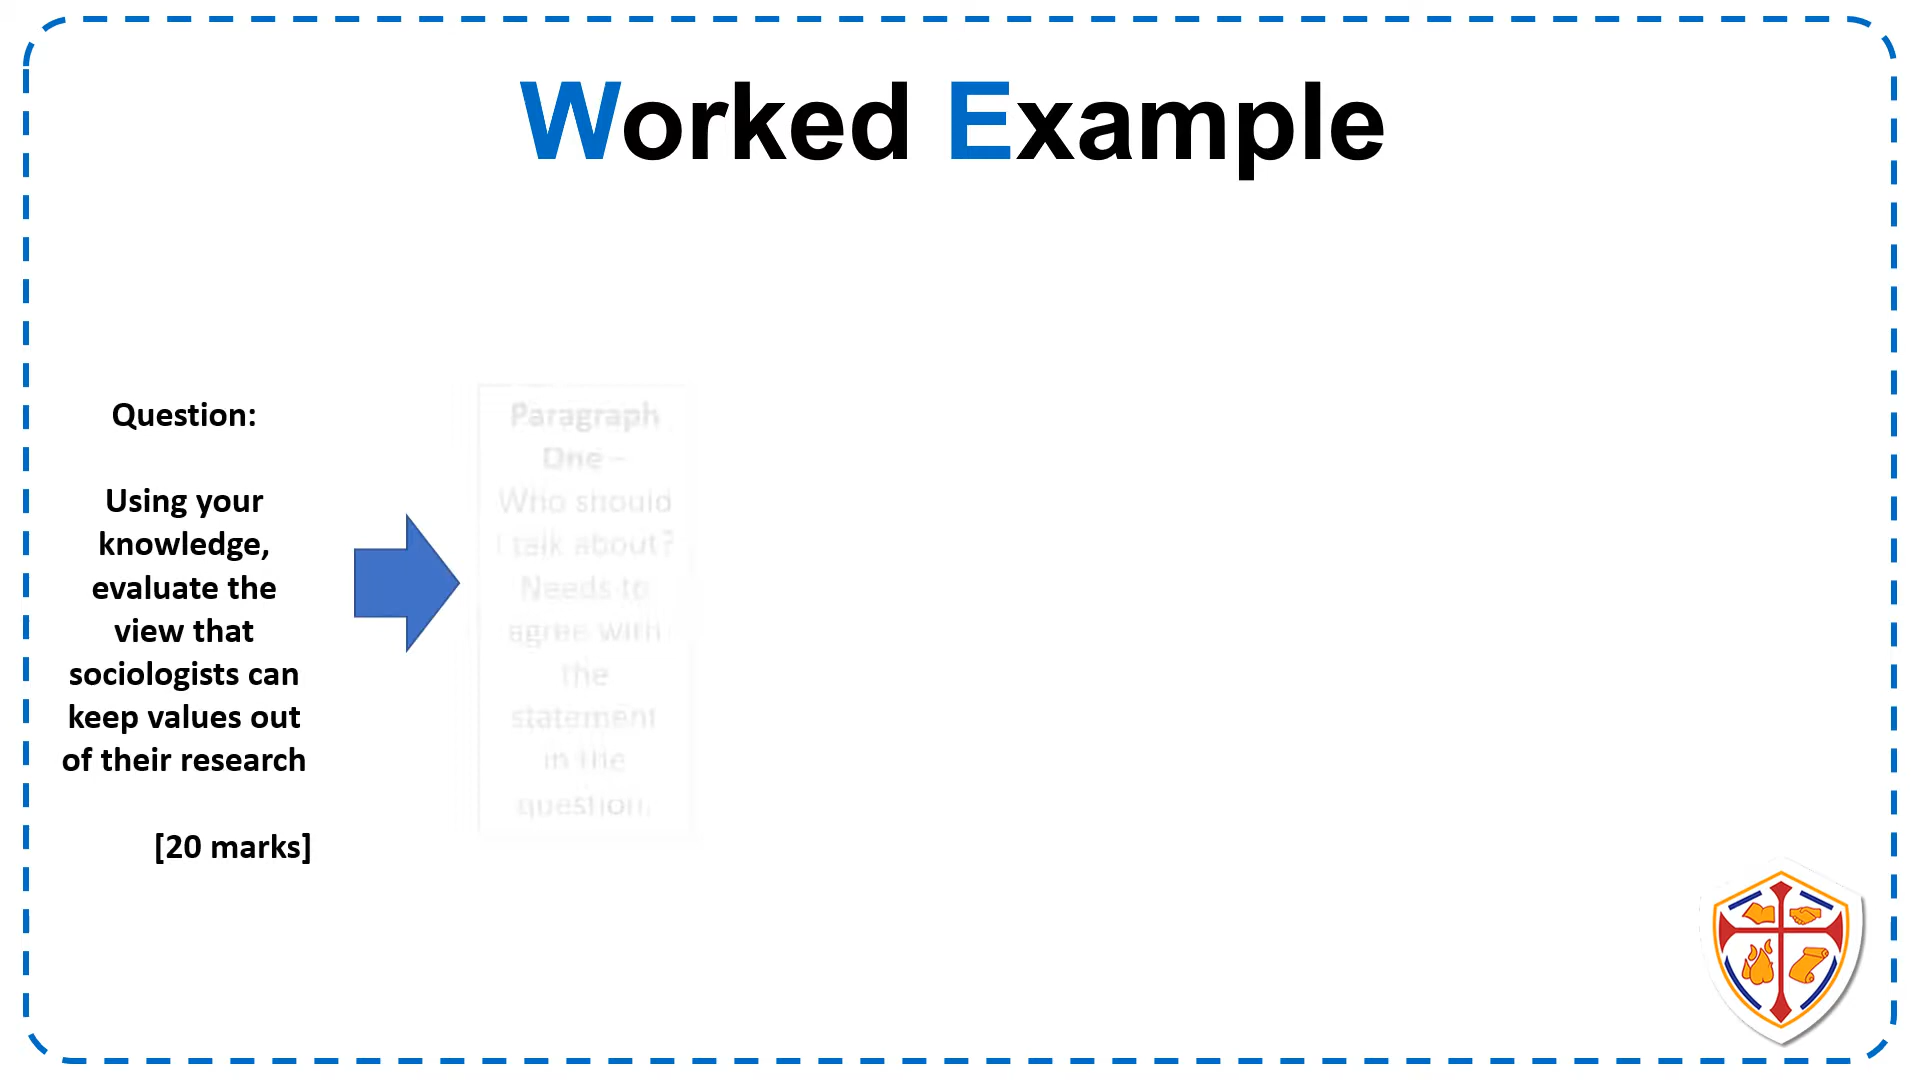 Worked Example
Question:
Using your
knowledge,
evaluate the
view that
sociologists can
keep values out
of their research
[20 marks]
Paragraph
One –
Who should
I talk about?
Needs to
agree with
the
statement
in the
question.